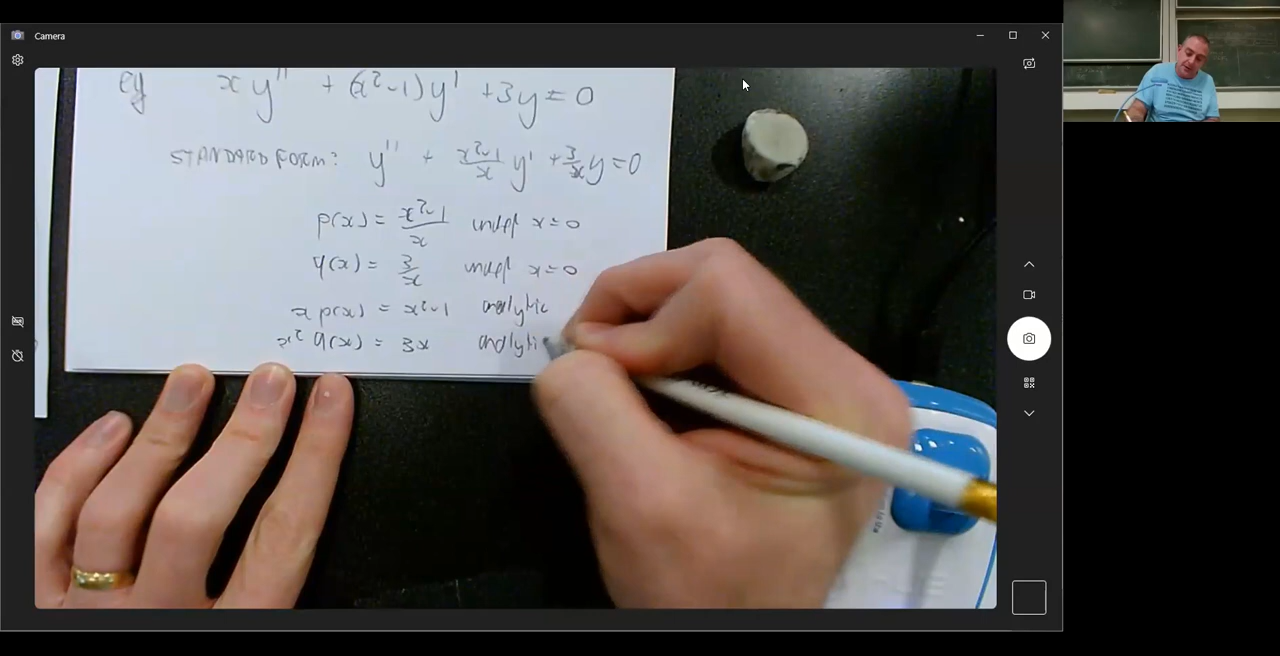 Camera
eg xy'' + (x²-1)y' + 3y = 0
STANDARD FORM: y'' + x²-1/x y' + 3/x y = 0
p(x) = x²-1/x undef x=0
q(x) = 3/x undef x=0
x p(x) = x²-1 analytic
x² q(x) = 3x analyti